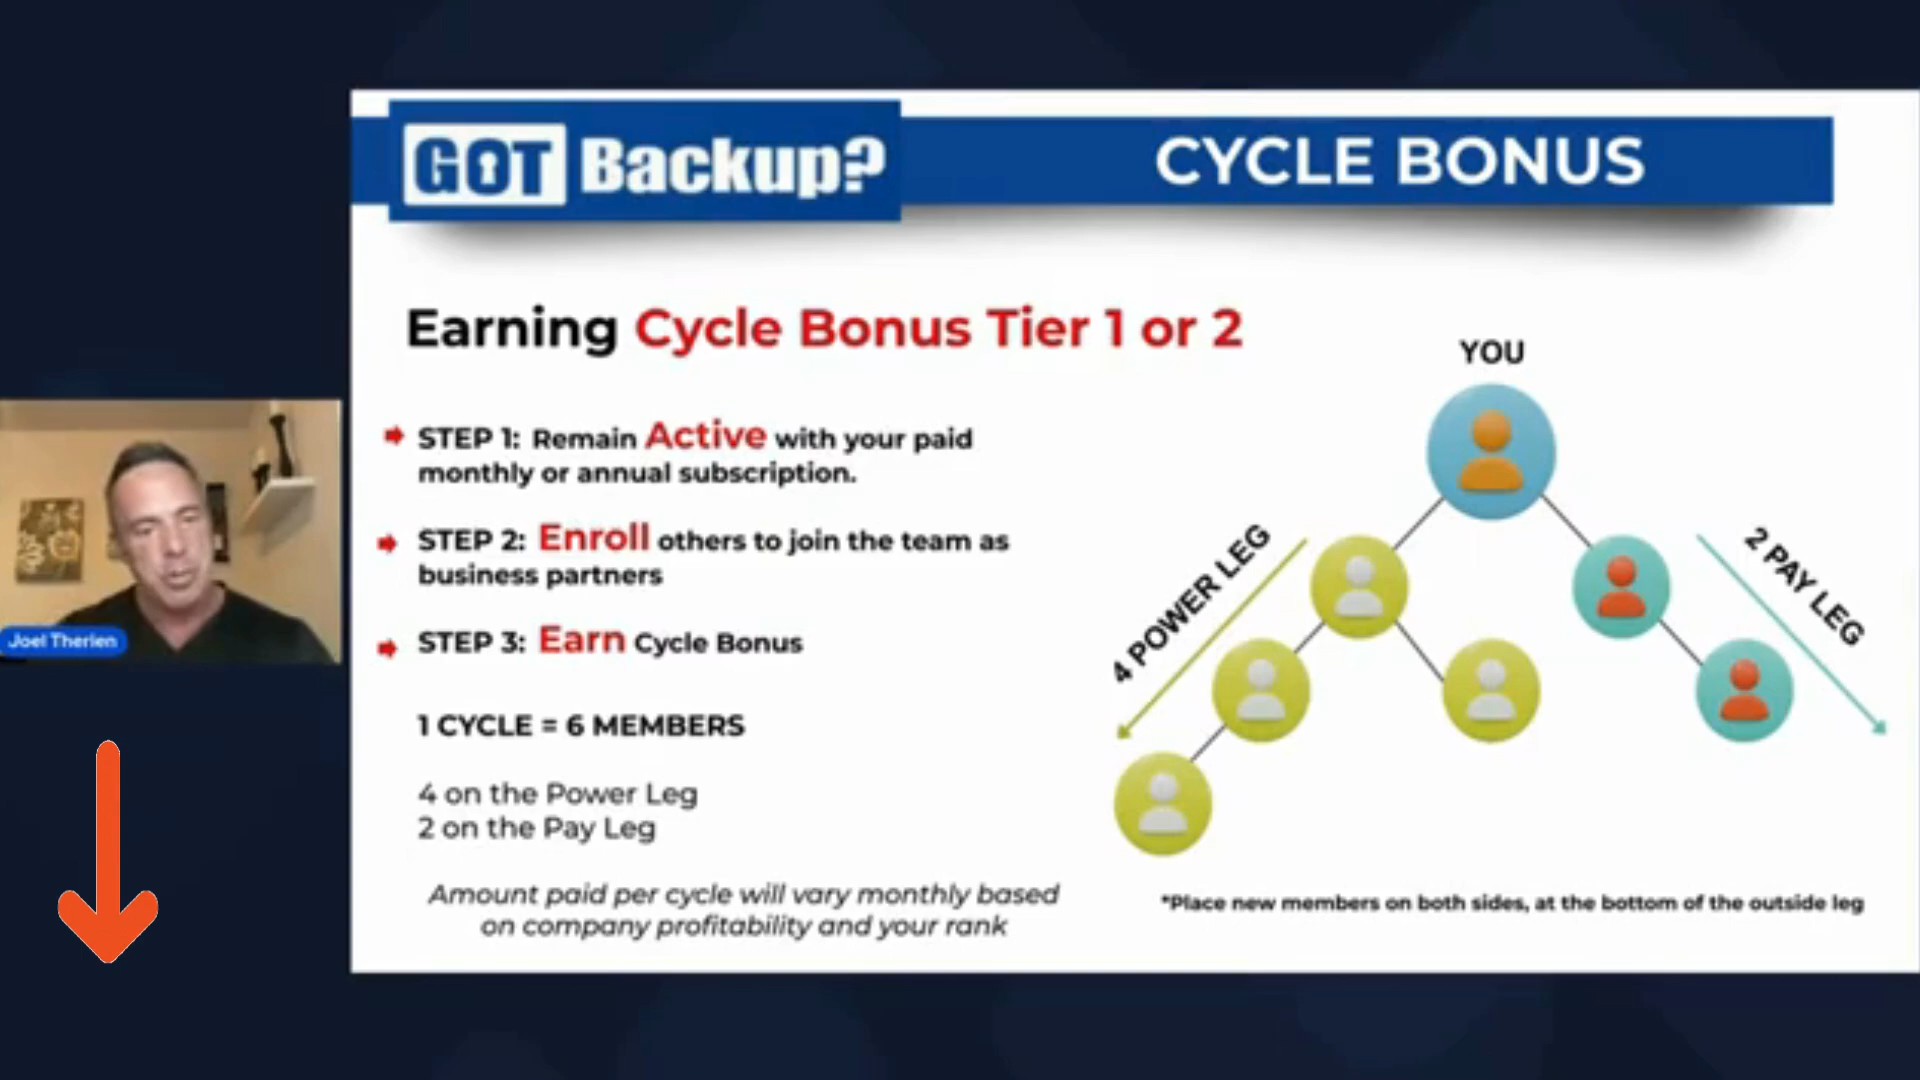 GOT Backup?
CYCLE BONUS
Earning Cycle Bonus Tier 1 or 2
STEP 1: Remain Active with your paid
monthly or annual subscription.
STEP 2: Enroll others to join the team as
business partners
STEP 3: Earn Cycle Bonus
1 CYCLE = 6 MEMBERS
4 on the Power Leg
2 on the Pay Leg
Amount paid per cycle will vary monthly based
on company profitability and your rank
YOU
4 POWER LEG
2 PAY LEG
*Place new members on both sides, at the bottom of the outside leg
Joel Therien